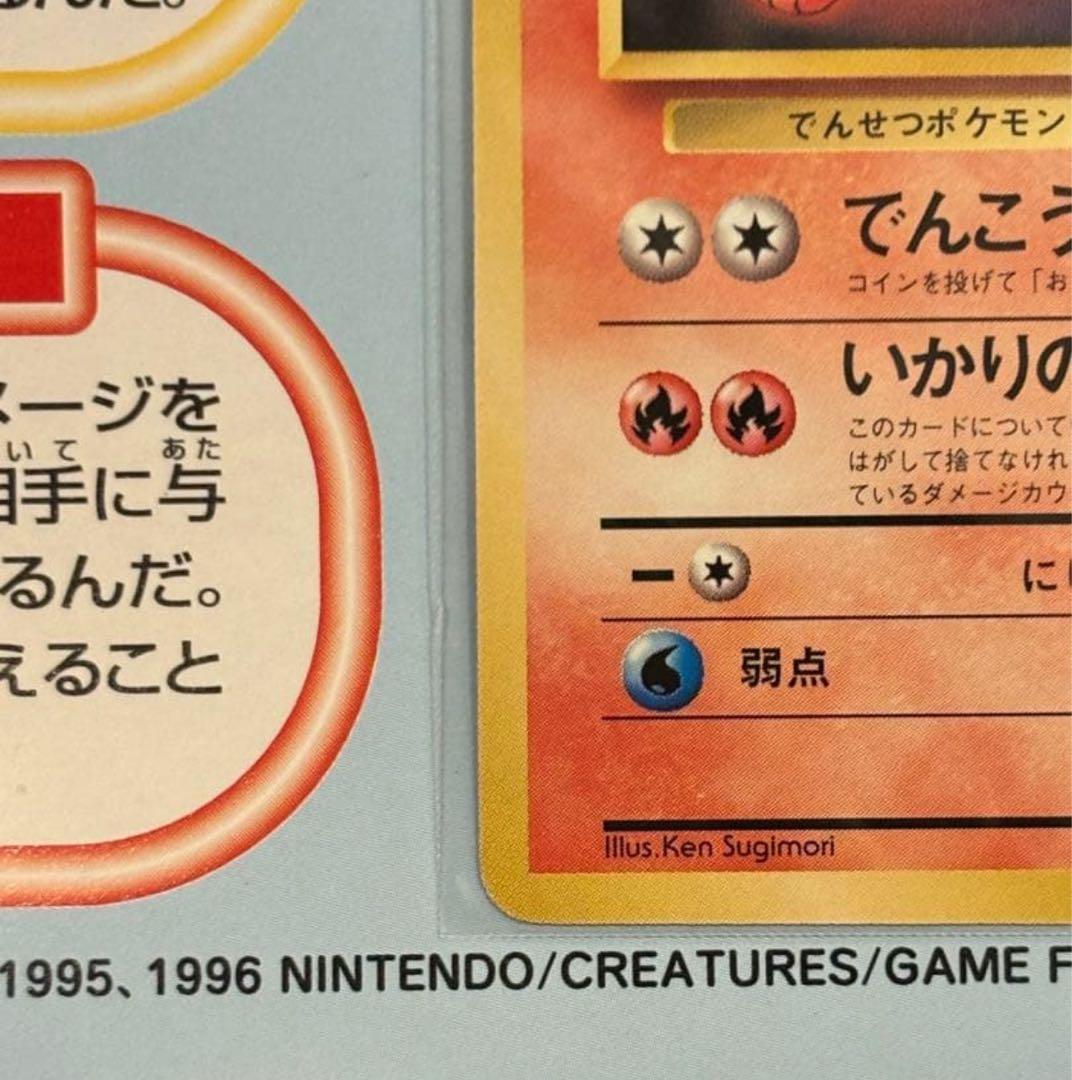 るんだ。
メージを
いて あた
相手に与
るんだ。
えること
でんせつポケモン
でんこう
コインを投げて「お
いかりの
このカードについて
はがして捨てなけれ
ているダメージカウ
に
弱点
Illus.Ken Sugimori
1995、1996 NINTENDO/CREATURES/GAME F